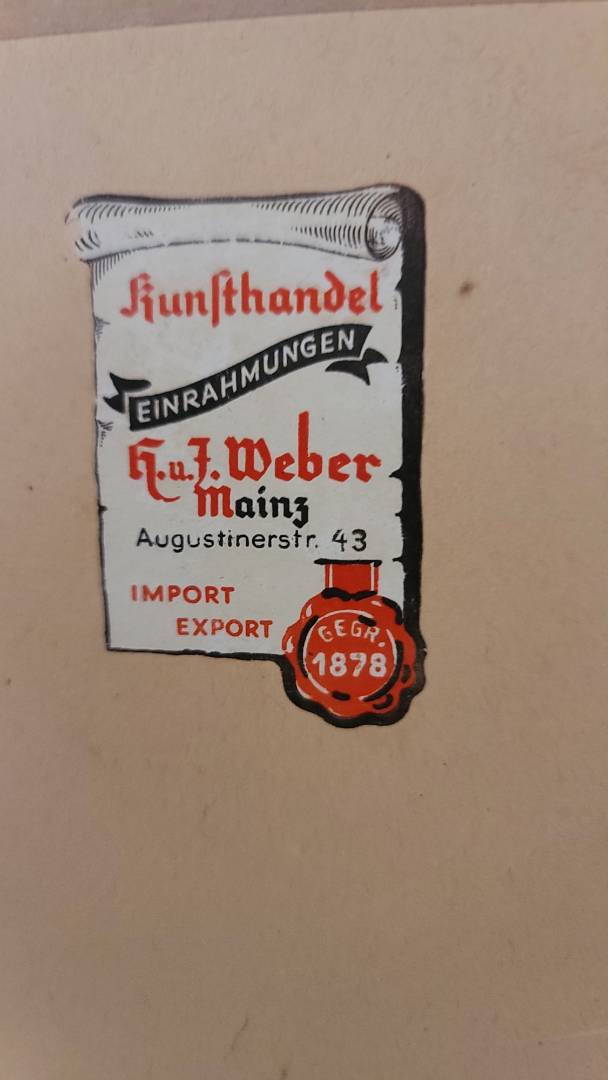 Kunſthandel
EINRAHMUNGEN
H.u.J. Weber
Mainz
Augustinerstr. 43
IMPORT
EXPORT
GEGR.
1878